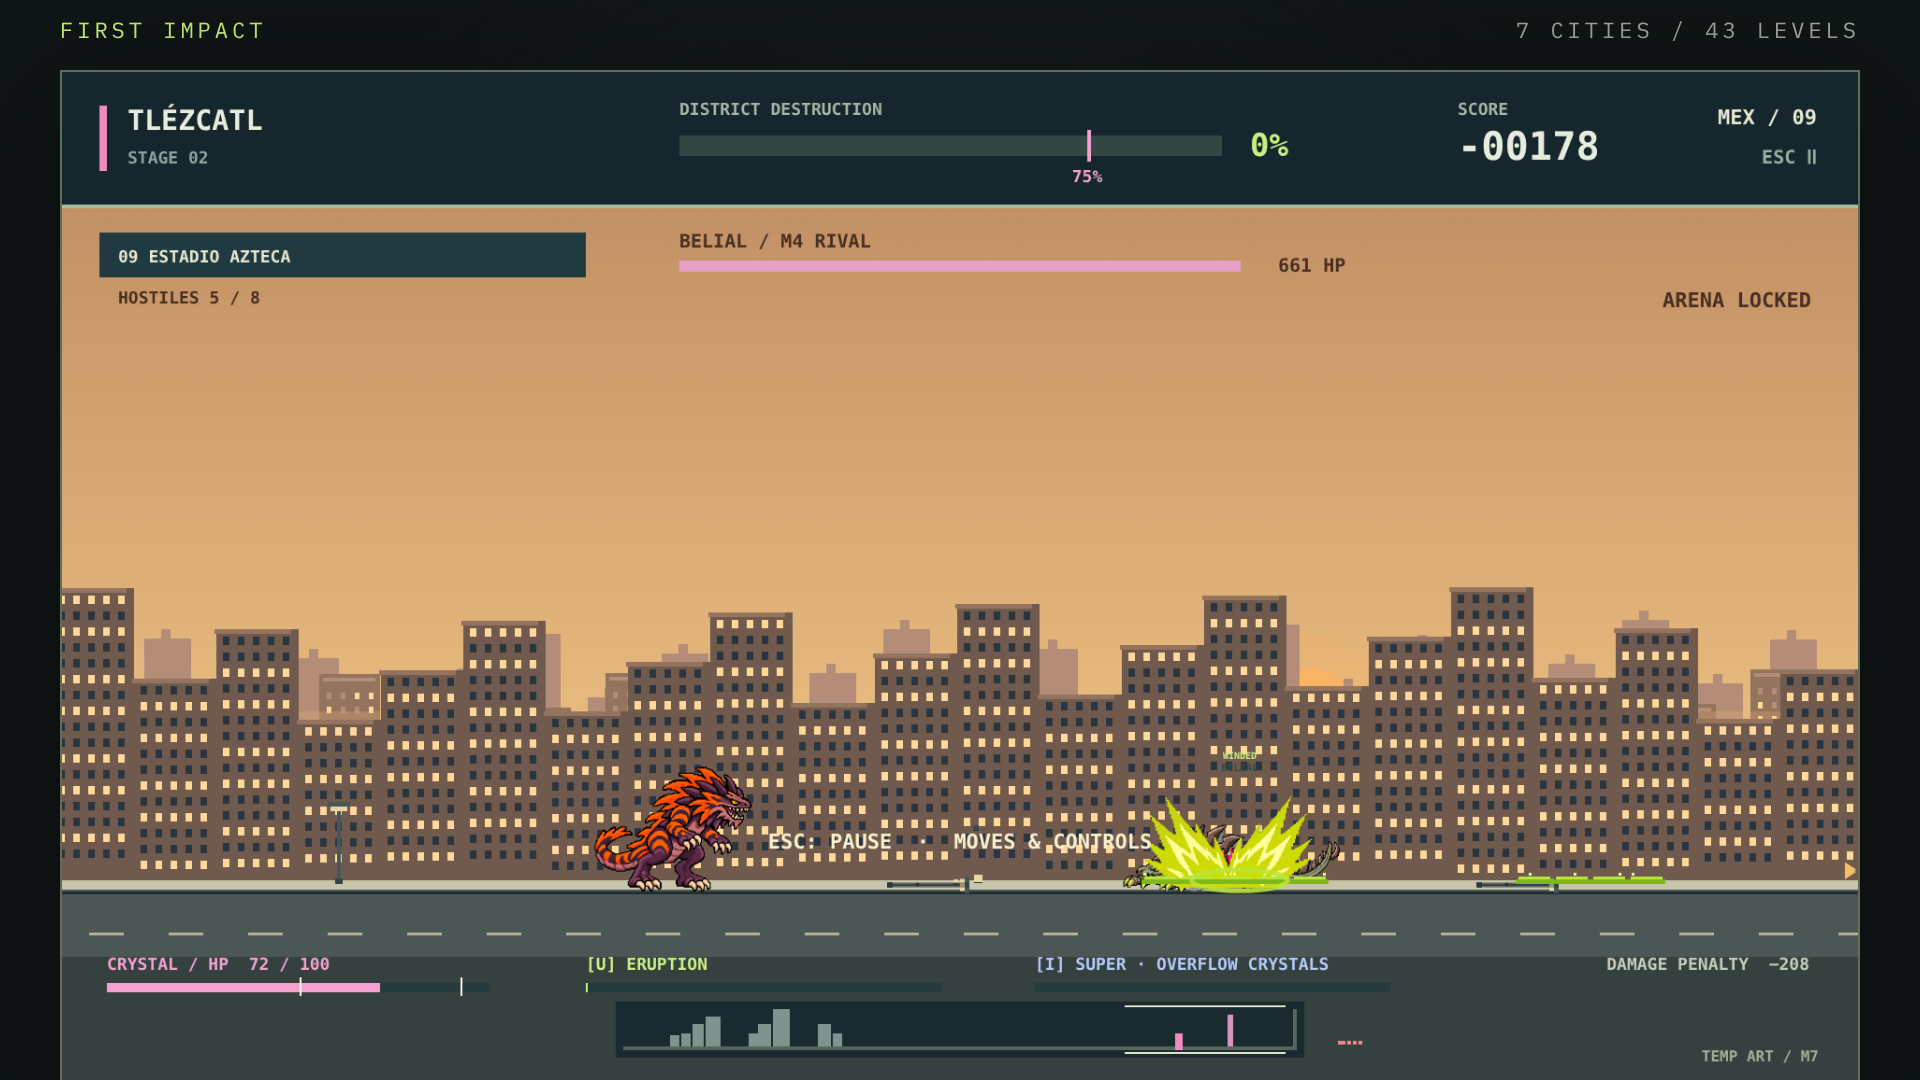 FIRST IMPACT
7 CITIES / 43 LEVELS
TLÉZCATL
STAGE 02
DISTRICT DESTRUCTION
0%
75%
SCORE
-00178
MEX / 09
ESC II
09 ESTADIO AZTECA
HOSTILES 5 / 8
BELIAL / M4 RIVAL
661 HP
ARENA LOCKED
WINDED
ESC: PAUSE · MOVES & CONTROLS
CRYSTAL / HP 72 / 100
[U] ERUPTION
[I] SUPER · OVERFLOW CRYSTALS
DAMAGE PENALTY −208
TEMP ART / M7